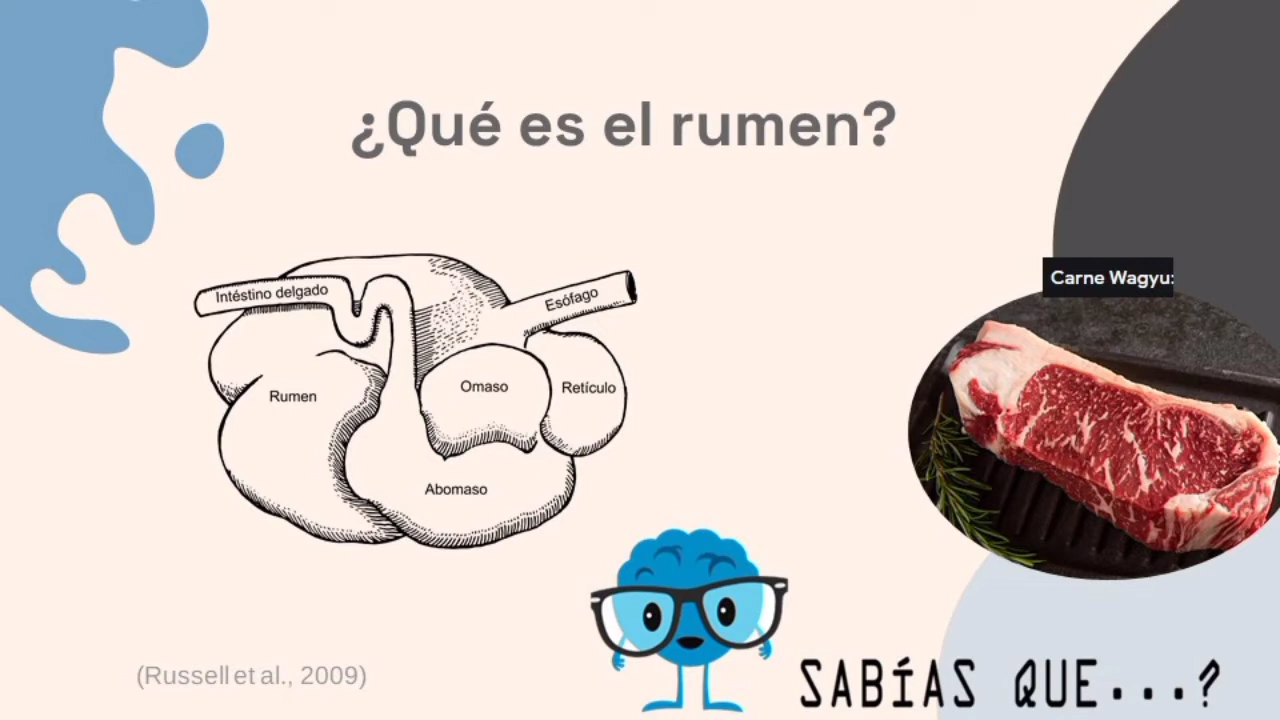 ¿Qué es el rumen?
Intéstino delgado
Esófago
Rumen
Omaso
Retículo
Abomaso
Carne Wagyu:
(Russell et al., 2009)
SABÍAS QUE...?